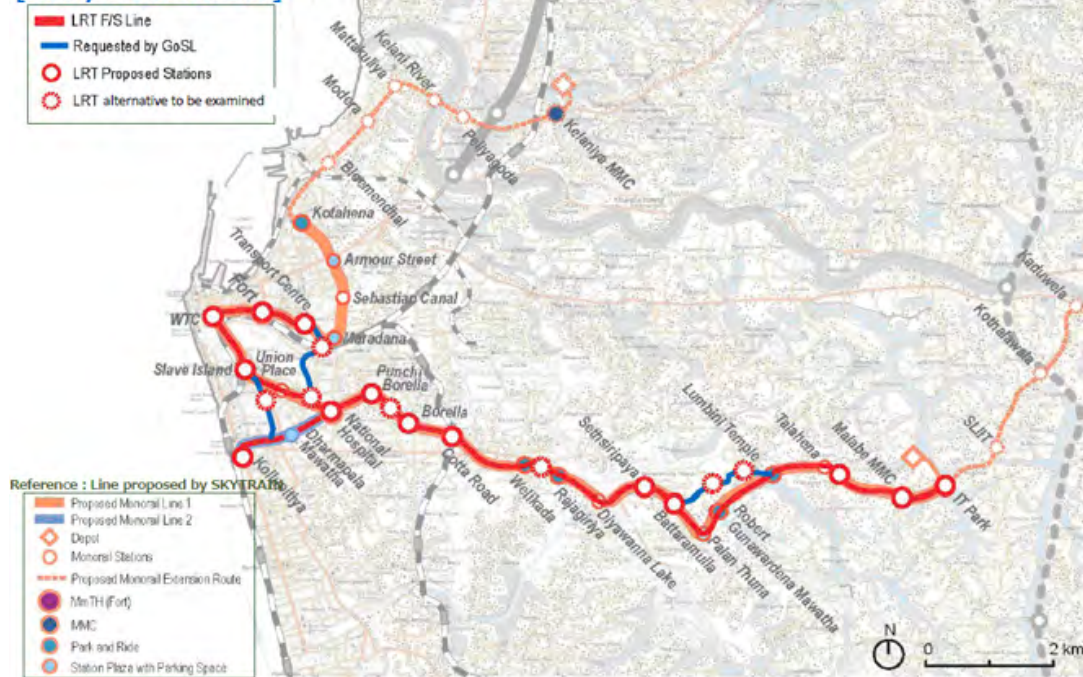 LRT F/S Line
Requested by GoSL
LRT Proposed Stations
LRT alternative to be examined
Mattakuliya
Kelani River
Modera
Peliyagoda
Kelaniya MMC
Bloemendhal
Kotahena
Transport Centre
Armour Street
Fort
Sebastian Canal
WTC
Maradana
Kaduwela
Kothalawala
Slave Island
Union
Place
Punchi
Borella
Borella
National
Hospital
Dharmapala
Mawatha
Kollupitiya
Cotta Road
Welikada
Rajagiriya
Diyawanna Lake
Sethsiripaya
Battaramulla
Palan Thuna
Lumbini Temple
Robert
Gunawardena Mawatha
Talahena
Malabe MMC
IT Park
SLIIT
Reference : Line proposed by SKYTRAIN
Proposed Monorail Line 1
Proposed Monorail Line 2
Depot
Monorail Stations
Proposed Monorail Extension Route
MmTH (Fort)
MMC
Park and Ride
Station Plaza with Parking Space
N
0 2 km